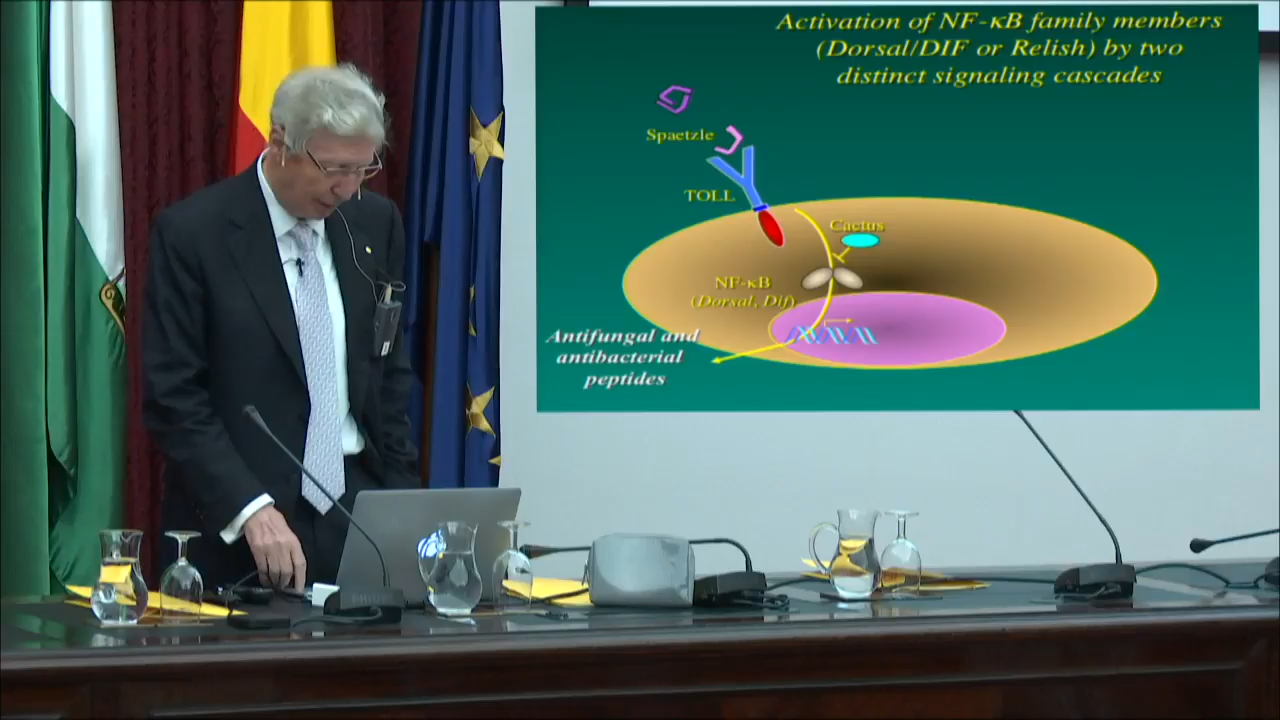 Activation of NF-κB family members
(Dorsal/DIF or Relish) by two
distinct signaling cascades
Spaetzle
TOLL
Cactus
NF-κB
(Dorsal, Dif)
Antifungal and
antibacterial
peptides